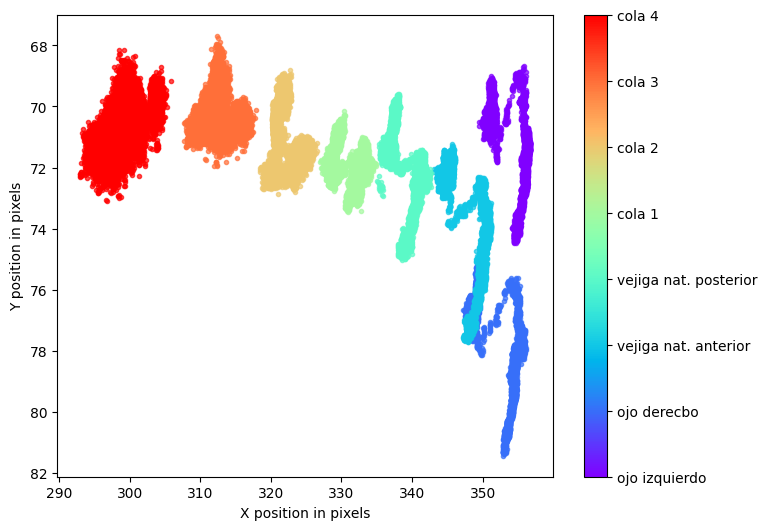 68
70
72
74
76
78
80
82
Y position in pixels
290
300
310
320
330
340
350
X position in pixels
cola 4
cola 3
cola 2
cola 1
vejiga nat. posterior
vejiga nat. anterior
ojo derecbo
ojo izquierdo